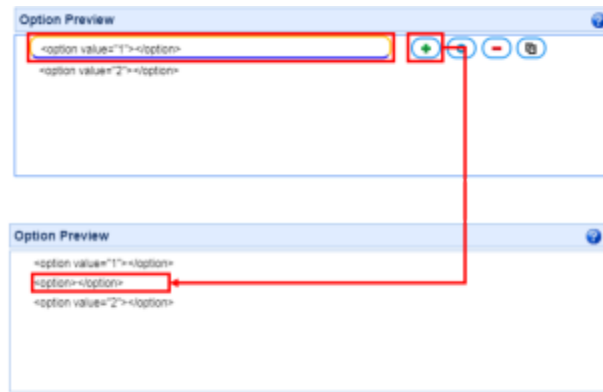 Option Preview
<option value="1"></option>
<option value="2"></option>
Option Preview
<option value="1"></option>
<option></option>
<option value="2"></option>